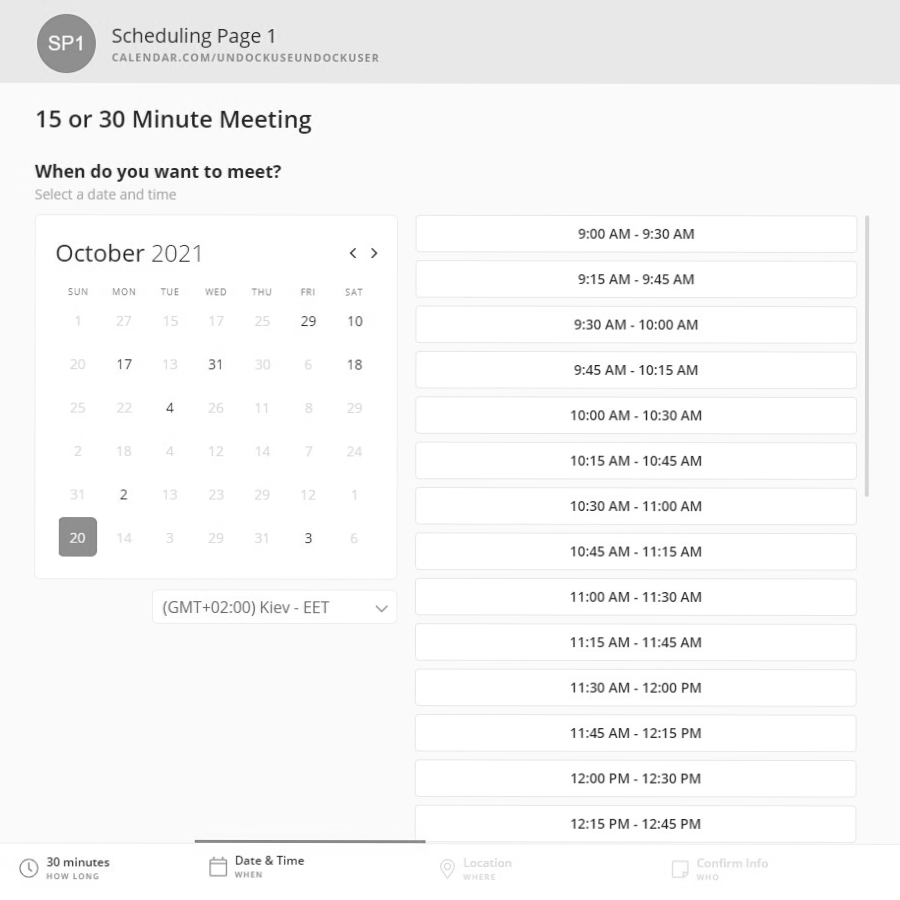 SP1
Scheduling Page 1
CALENDAR.COM/UNDOCKUSEUNDOCKUSER
15 or 30 Minute Meeting
When do you want to meet?
Select a date and time
October 2021
SUN MON TUE WED THU FRI SAT
1 27 15 17 25 29 10
20 17 13 31 30 6 18
25 22 4 26 11 8 29
2 18 4 12 14 7 24
31 2 13 23 29 12 1
20 14 3 29 31 3 6
(GMT+02:00) Kiev - EET
9:00 AM - 9:30 AM
9:15 AM - 9:45 AM
9:30 AM - 10:00 AM
9:45 AM - 10:15 AM
10:00 AM - 10:30 AM
10:15 AM - 10:45 AM
10:30 AM - 11:00 AM
10:45 AM - 11:15 AM
11:00 AM - 11:30 AM
11:15 AM - 11:45 AM
11:30 AM - 12:00 PM
11:45 AM - 12:15 PM
12:00 PM - 12:30 PM
12:15 PM - 12:45 PM
30 minutes
HOW LONG
Date & Time
WHEN
Location
WHERE
Confirm Info
WHO